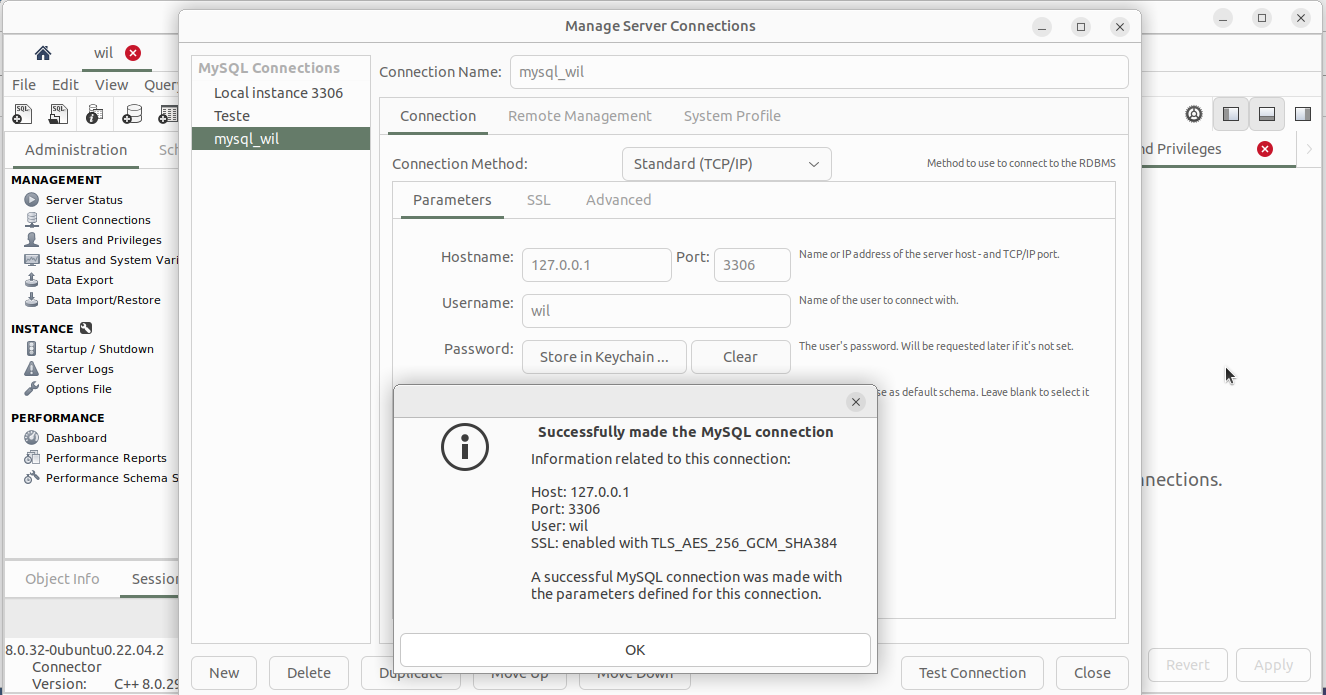 Manage Server Connections
wil
File Edit View Query
SQL SQL
Administration
MANAGEMENT
Server Status
Client Connections
Users and Privileges
Status and System Vari
Data Export
Data Import/Restore
INSTANCE
Startup / Shutdown
Server Logs
Options File
PERFORMANCE
Dashboard
Performance Reports
Performance Schema S
Object Info Session
8.0.32-0ubuntu0.22.04.2
Connector
Version: C++ 8.0.29
MySQL Connections
Local instance 3306
Teste
mysql_wil
Connection Name: mysql_wil
Connection Remote Management System Profile
Connection Method: Standard (TCP/IP) Method to use to connect to the RDBMS
Parameters SSL Advanced
Hostname: 127.0.0.1 Port: 3306 Name or IP address of the server host - and TCP/IP port.
Username: wil Name of the user to connect with.
Password: Store in Keychain ... Clear The user's password. Will be requested later if it's not set.
se as default schema. Leave blank to select it
Successfully made the MySQL connection
Information related to this connection:
Host: 127.0.0.1
Port: 3306
User: wil
SSL: enabled with TLS_AES_256_GCM_SHA384
A successful MySQL connection was made with
the parameters defined for this connection.
OK
New Delete Duplicate Move Up Move Down Test Connection Close
nd Privileges
nnections.
Revert Apply